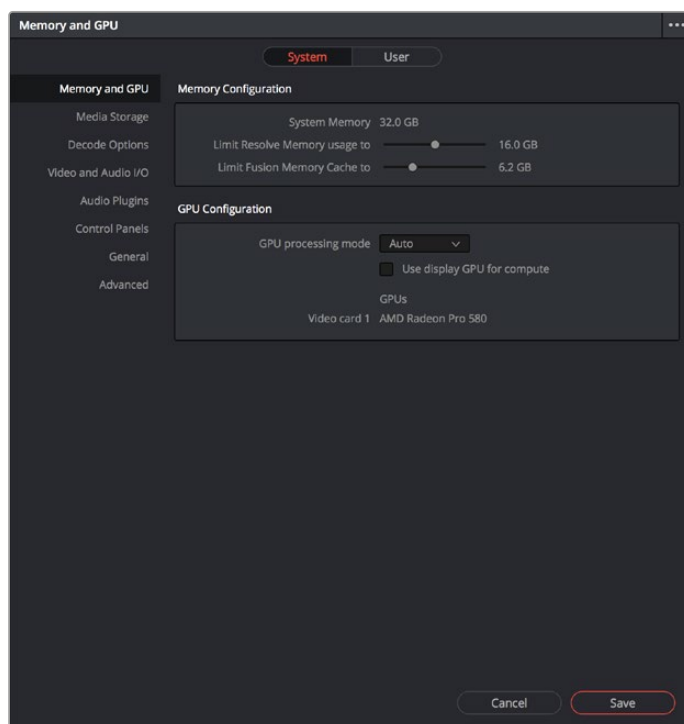 Memory and GPU
System User
Memory and GPU
Media Storage
Decode Options
Video and Audio I/O
Audio Plugins
Control Panels
General
Advanced
Memory Configuration
System Memory 32.0 GB
Limit Resolve Memory usage to 16.0 GB
Limit Fusion Memory Cache to 6.2 GB
GPU Configuration
GPU processing mode Auto
Use display GPU for compute
GPUs
Video card 1 AMD Radeon Pro 580
Cancel Save